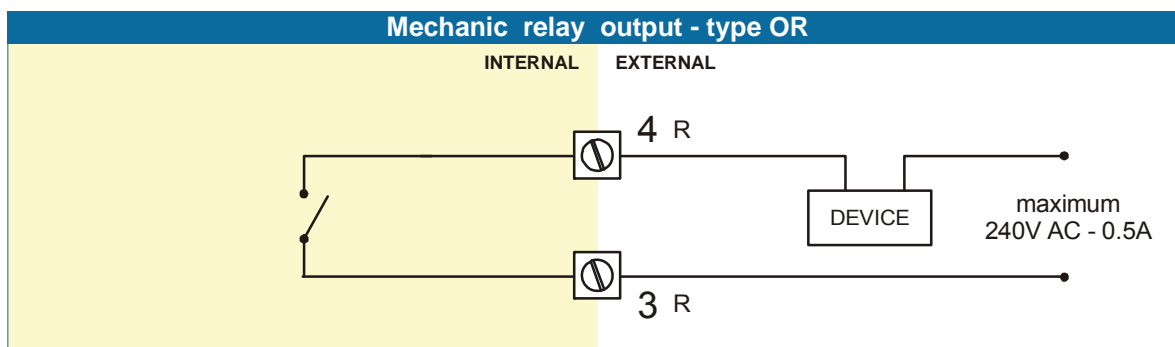 Mechanic relay output - type OR
INTERNAL EXTERNAL
4 R
DEVICE
maximum
240V AC - 0.5A
3 R